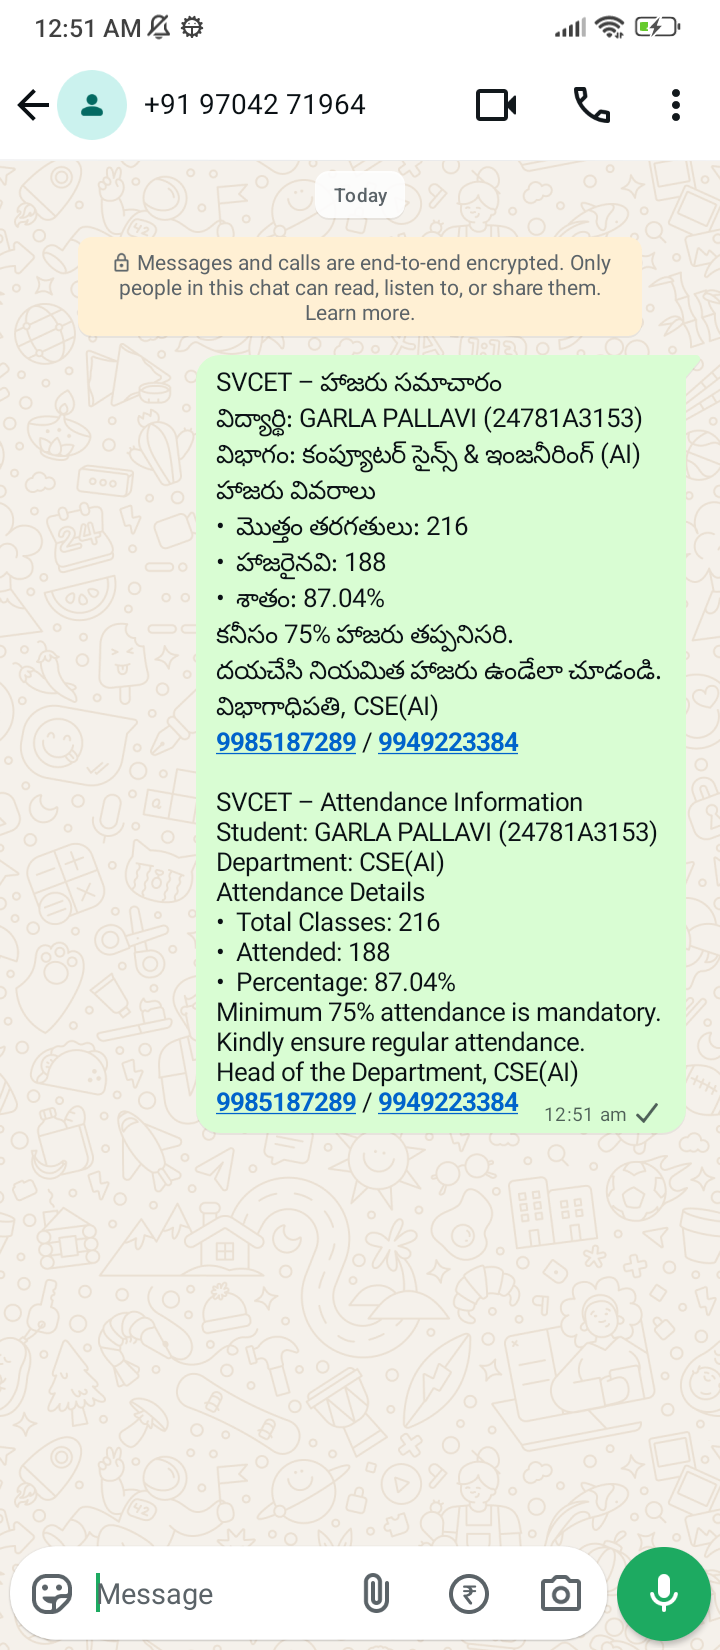 12:51 AM
+91 97042 71964
Today
Messages and calls are end-to-end encrypted. Only
people in this chat can read, listen to, or share them.
Learn more.
SVCET – హాజరు సమాచారం
విద్యార్థి: GARLA PALLAVI (24781A3153)
విభాగం: కంప్యూటర్ సైన్స్ & ఇంజనీరింగ్ (AI)
హాజరు వివరాలు
• మొత్తం తరగతులు: 216
• హాజరైనవి: 188
• శాతం: 87.04%
కనీసం 75% హాజరు తప్పనిసరి.
దయచేసి నియమిత హాజరు ఉండేలా చూడండి.
విభాగాధిపతి, CSE(AI)
9985187289 / 9949223384
SVCET – Attendance Information
Student: GARLA PALLAVI (24781A3153)
Department: CSE(AI)
Attendance Details
• Total Classes: 216
• Attended: 188
• Percentage: 87.04%
Minimum 75% attendance is mandatory.
Kindly ensure regular attendance.
Head of the Department, CSE(AI)
9985187289 / 9949223384
12:51 am
Message